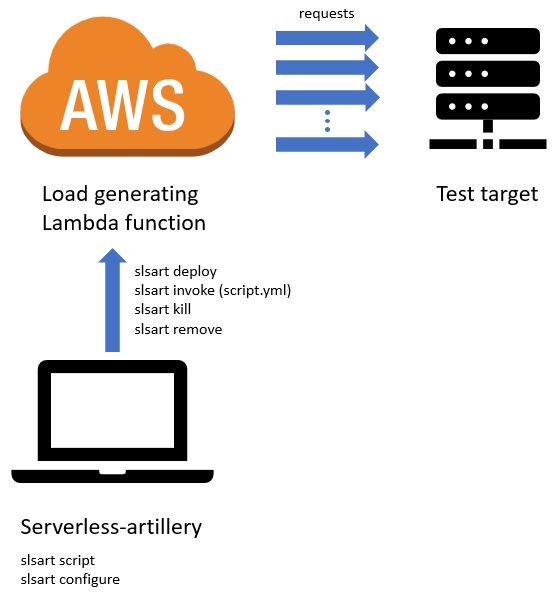 requests
AWS
Load generating
Lambda function
Test target
slsart deploy
slsart invoke (script.yml)
slsart kill
slsart remove
Serverless-artillery
slsart script
slsart configure